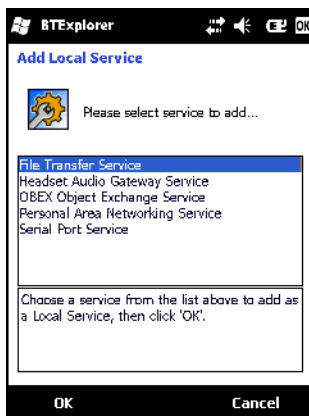 BTExplorer OK
Add Local Service
Please select service to add...
File Transfer Service
Headset Audio Gateway Service
OBEX Object Exchange Service
Personal Area Networking Service
Serial Port Service
Choose a service from the list above to add as
a Local Service, then click 'OK'.
OK Cancel